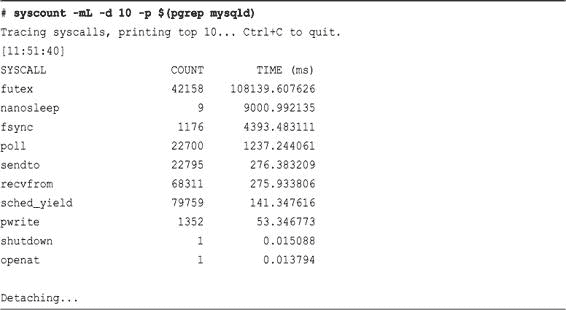 # syscount -mL -d 10 -p $(pgrep mysqld)
Tracing syscalls, printing top 10... Ctrl+C to quit.
[11:51:40]
SYSCALL COUNT TIME (ms)
futex 42158 108139.607626
nanosleep 9 9000.992135
fsync 1176 4393.483111
poll 22700 1237.244061
sendto 22795 276.383209
recvfrom 68311 275.933806
sched_yield 79759 141.347616
pwrite 1352 53.346773
shutdown 1 0.015088
openat 1 0.013794
Detaching...